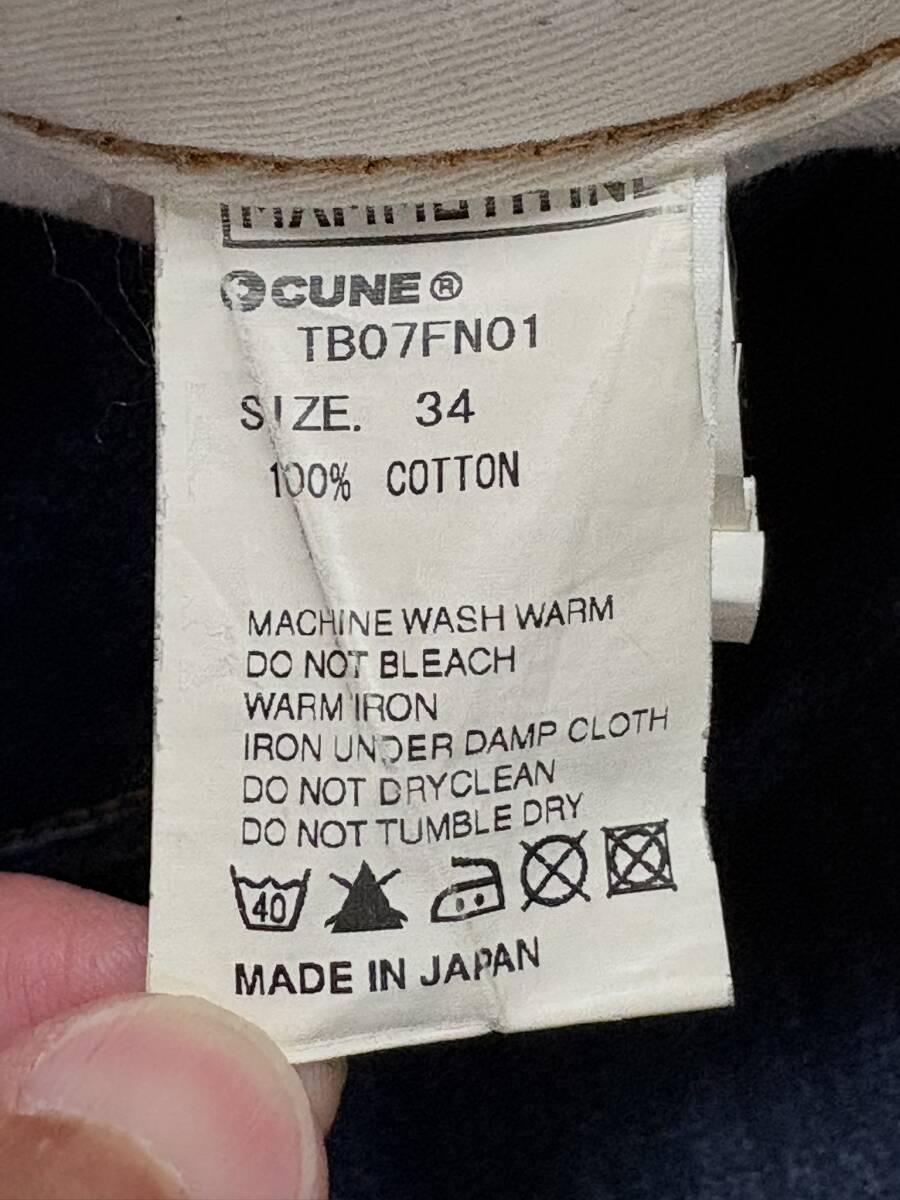 CUNE®
TB07FN01
SIZE. 34
100% COTTON
MACHINE WASH WARM
DO NOT BLEACH
WARM IRON
IRON UNDER DAMP CLOTH
DO NOT DRYCLEAN
DO NOT TUMBLE DRY
40
MADE IN JAPAN